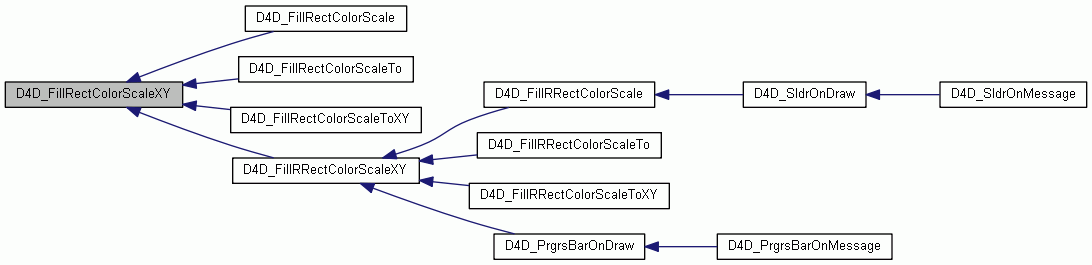 D4D_FillRectColorScale
D4D_FillRectColorScaleTo
D4D_FillRectColorScaleXY
D4D_FillRRectColorScale
D4D_SldrOnDraw
D4D_SldrOnMessage
D4D_FillRectColorScaleToXY
D4D_FillRRectColorScaleTo
D4D_FillRRectColorScaleXY
D4D_FillRRectColorScaleToXY
D4D_PrgrsBarOnDraw
D4D_PrgrsBarOnMessage